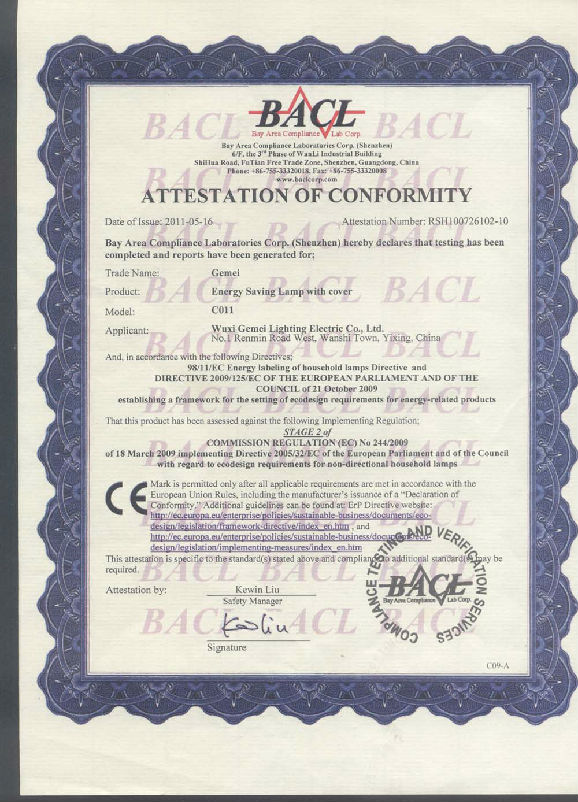 BACL
Bay Area Compliance Lab Corp.
Bay Area Compliance Laboratories Corp. (Shenzhen)
6/F, the 3rd Phase of WanLi Industrial Building
ShiHua Road, FuTian Free Trade Zone, Shenzhen, Guangdong, China
Phone: +86-755-33320018, Fax: +86-755-33320008
www.baclcorp.com
ATTESTATION OF CONFORMITY
Date of Issue: 2011-05-16 Attestation Number: RSH100726102-10
Bay Area Compliance Laboratories Corp. (Shenzhen) hereby declares that testing has been
completed and reports have been generated for:
Trade Name: Gemei
Product: Energy Saving Lamp with cover
Model: C011
Applicant: Wuxi Gemei Lighting Electric Co., Ltd.
No.1 Renmin Road West, Wanshi Town, Yixing, China
And, in accordance with the following Directives:
98/11/EC Energy labeling of household lamps Directive and
DIRECTIVE 2009/125/EC OF THE EUROPEAN PARLIAMENT AND OF THE
COUNCIL of 21 October 2009
establishing a framework for the setting of ecodesign requirements for energy-related products
That this product has been assessed against the following Implementing Regulation:
STAGE 2 of
COMMISSION REGULATION (EC) No 244/2009
of 18 March 2009 implementing Directive 2005/32/EC of the European Parliament and of the Council
with regard to ecodesign requirements for non-directional household lamps
CE Mark is permitted only after all applicable requirements are met in accordance with the
European Union Rules, including the manufacturer's issuance of a "Declaration of
Conformity." Additional guidelines can be found at ErP Directive website:
http://ec.europa.eu/enterprise/policies/sustainable-business/documents/eco-
design/legislation/framework-directive/index_en.htm , and
http://ec.europa.eu/enterprise/policies/sustainable-business/documents/eco-
design/legislation/implementing-measures/index_en.htm
This attestation is specific to the standard(s) stated above and compliance to additional standard(s) may be
required.
Attestation by: Kewin Liu
Safety Manager
Signature
COMPLIANCE TESTING AND VERIFICATION SERVICES
BACL
Bay Area Compliance Lab Corp.
C09-A